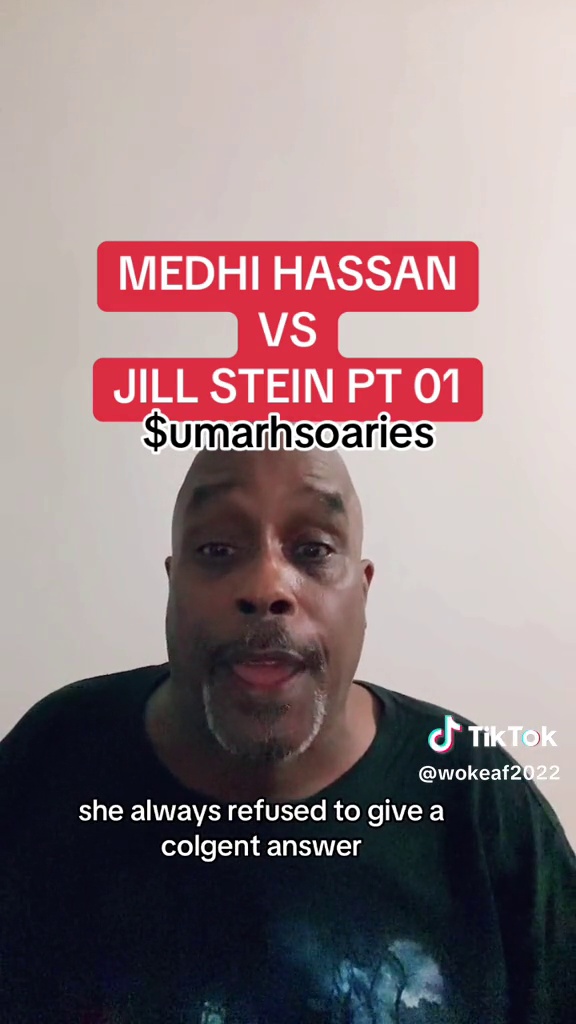 MEDHI HASSAN
VS
JILL STEIN PT 01
$umarhsoaries
TikTok
@wokeaf2022
she always refused to give a
colgent answer